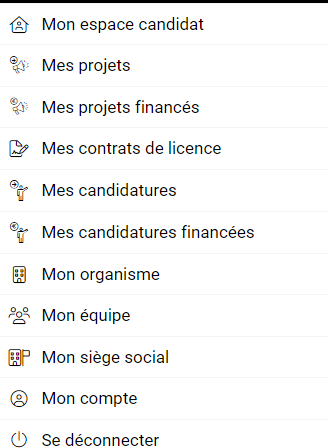 Mon espace candidat
Mes projets
Mes projets financés
Mes contrats de licence
Mes candidatures
Mes candidatures financées
Mon organisme
Mon équipe
Mon siège social
Mon compte
Se déconnecter